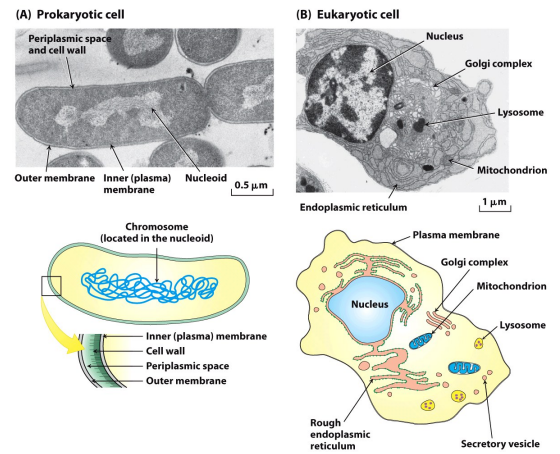 (A) Prokaryotic cell
Periplasmic space
and cell wall
Outer membrane
Inner (plasma)
membrane
Nucleoid
0.5 μm
Chromosome
(located in the nucleoid)
Inner (plasma) membrane
Cell wall
Periplasmic space
Outer membrane
(B) Eukaryotic cell
Nucleus
Golgi complex
Lysosome
Mitochondrion
Endoplasmic reticulum
1 μm
Plasma membrane
Golgi complex
Nucleus
Mitochondrion
Lysosome
Rough
endoplasmic
reticulum
Secretory vesicle